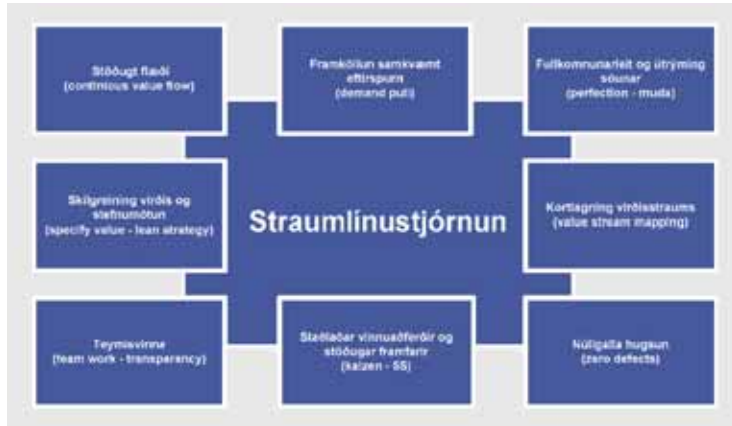 Stöðugt flæði
(continious value flow)
Framköllun samkvæmt
eftirspurn
(demand pull)
Fullkomnunarleit og útrýming
sóunar
(perfection - muda)
Skilgreining virðis og
stefnumótun
(specify value - lean strategy)
Straumlínustjórnun
Kortlagning virðisstraums
(value stream mapping)
Teymisvinna
(team work - transparency)
Staðlaðar vinnuaðferðir og
stöðugar framfarir
(kaizen - 5S)
Núllgalla hugsun
(zero defects)